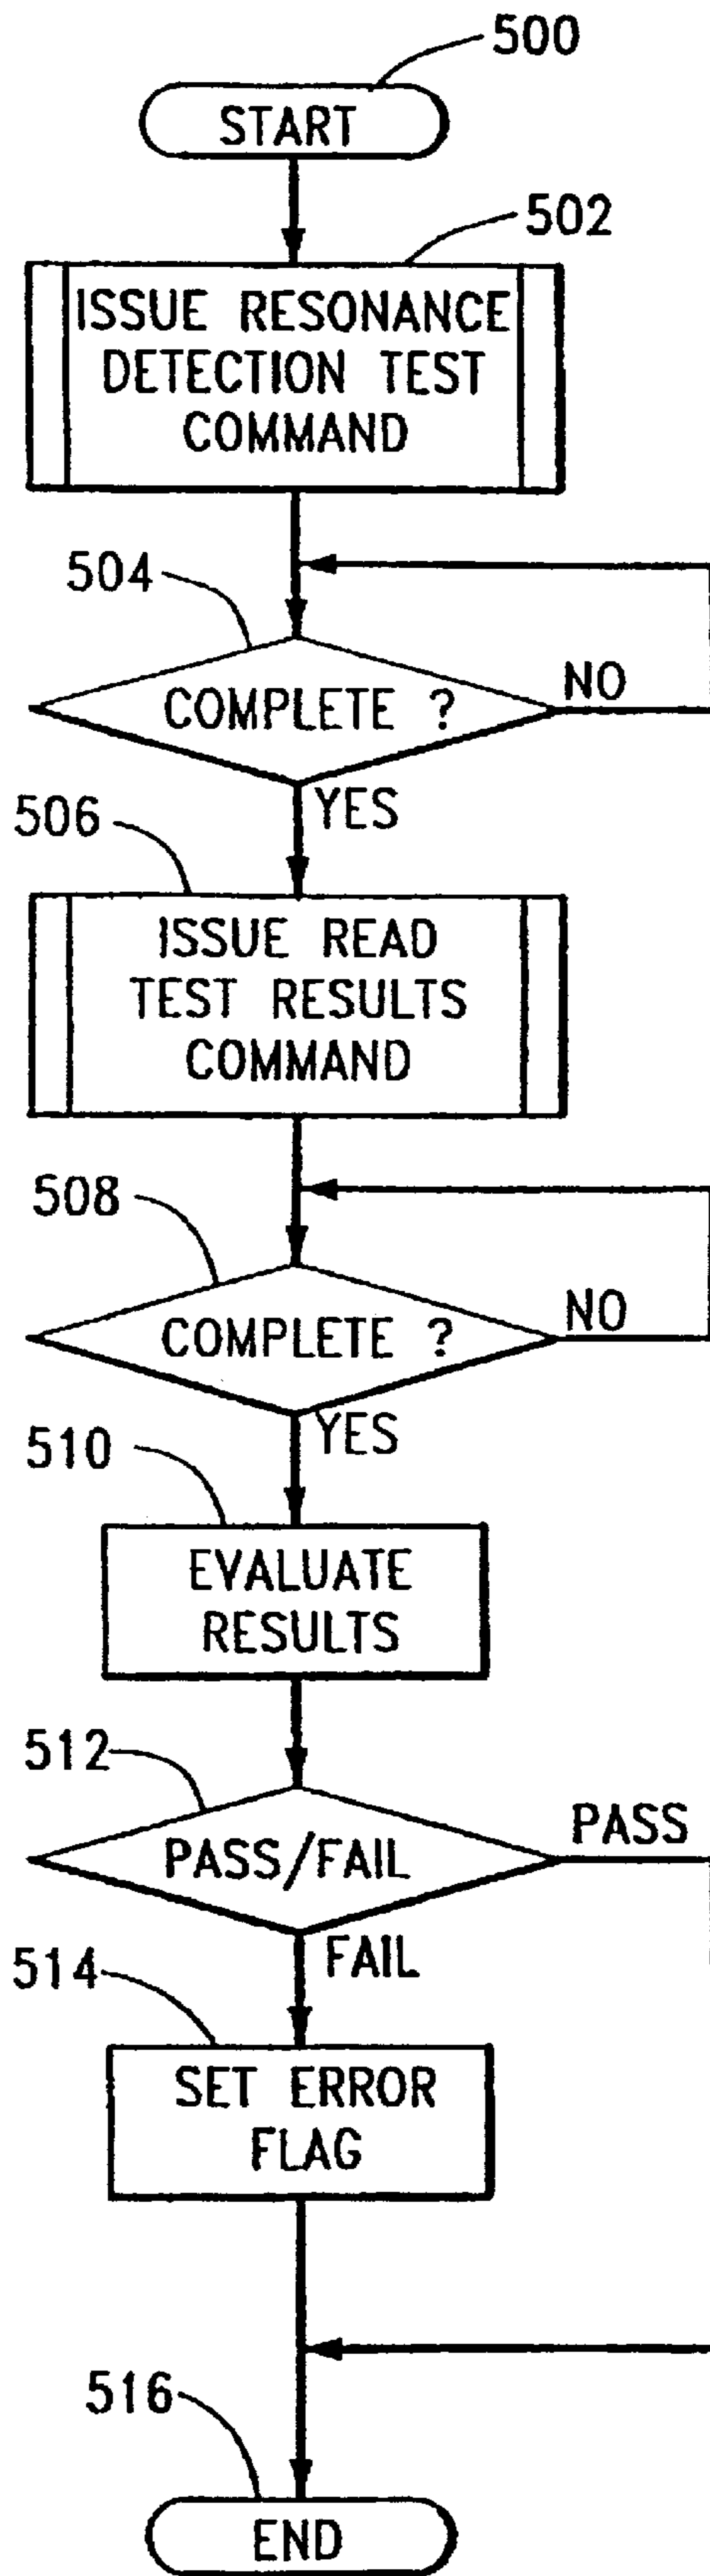 500
START
502
ISSUE RESONANCE
DETECTION TEST
COMMAND
504
COMPLETE ?
NO
YES
506
ISSUE READ
TEST RESULTS
COMMAND
508
COMPLETE ?
NO
YES
510
EVALUATE
RESULTS
512
PASS/FAIL
PASS
FAIL
514
SET ERROR
FLAG
516
END